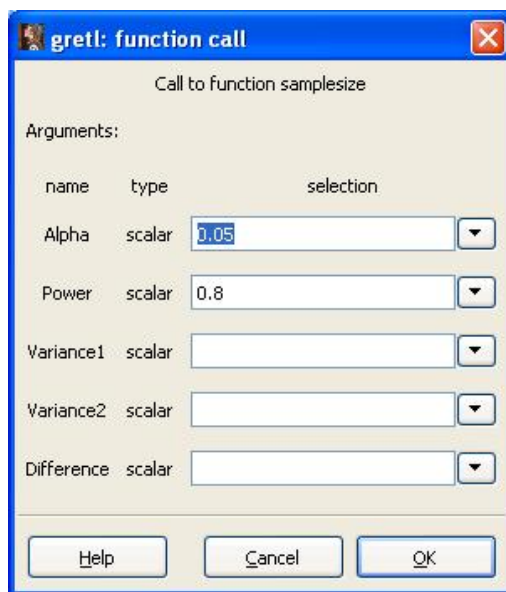 gretl: function call
Call to function samplesize
Arguments:
name type selection
Alpha scalar 0.05
Power scalar 0.8
Variance1 scalar
Variance2 scalar
Difference scalar
Help Cancel OK